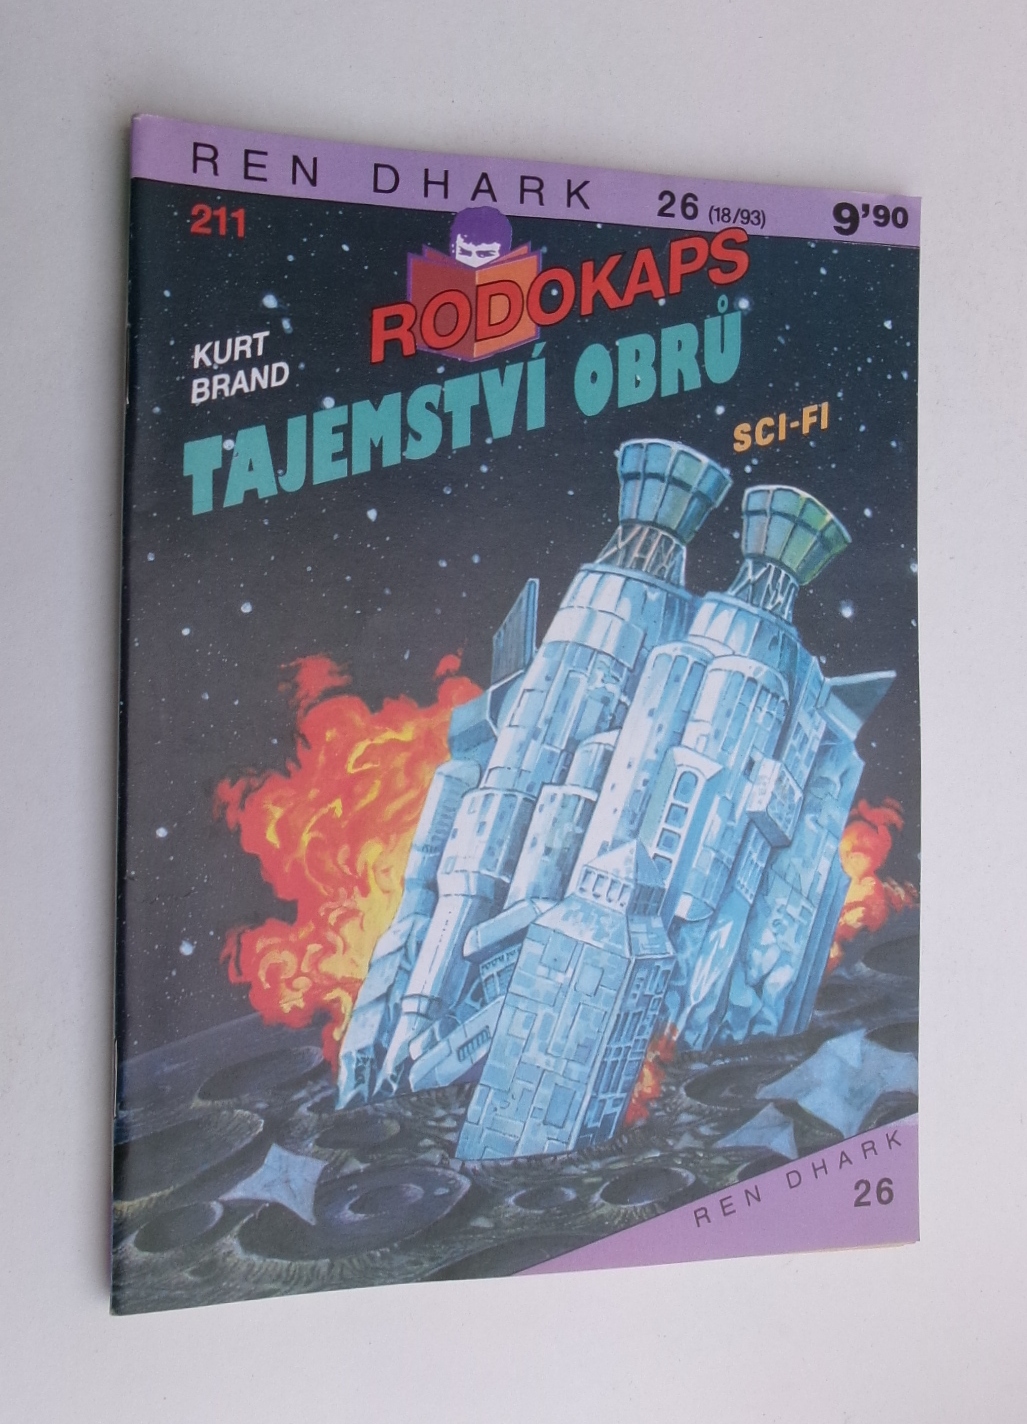 REN DHARK 26 (18/93) 9'90
211
RODOKAPS
KURT
BRAND
TAJEMSTVÍ OBRŮ
SCI-FI
REN DHARK
26